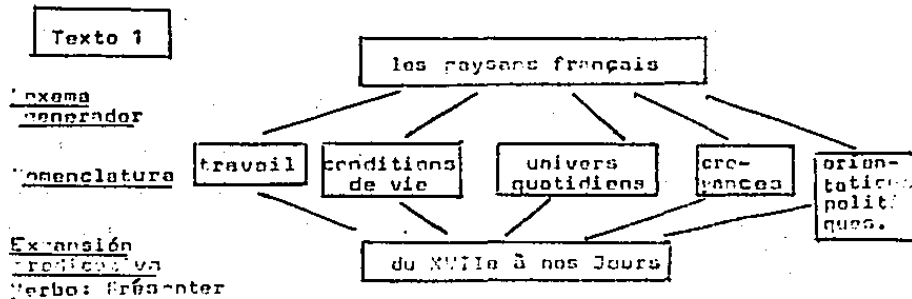 Texto 1
les paysans français
Lexema
generador
Nomenclatura
travail
conditions
de vie
univers
quotidiens
cro-
yances
orien-
tations
politi
ques.
Expansión
predicativa
Verbo: Présenter
du XVIIe à nos Jours